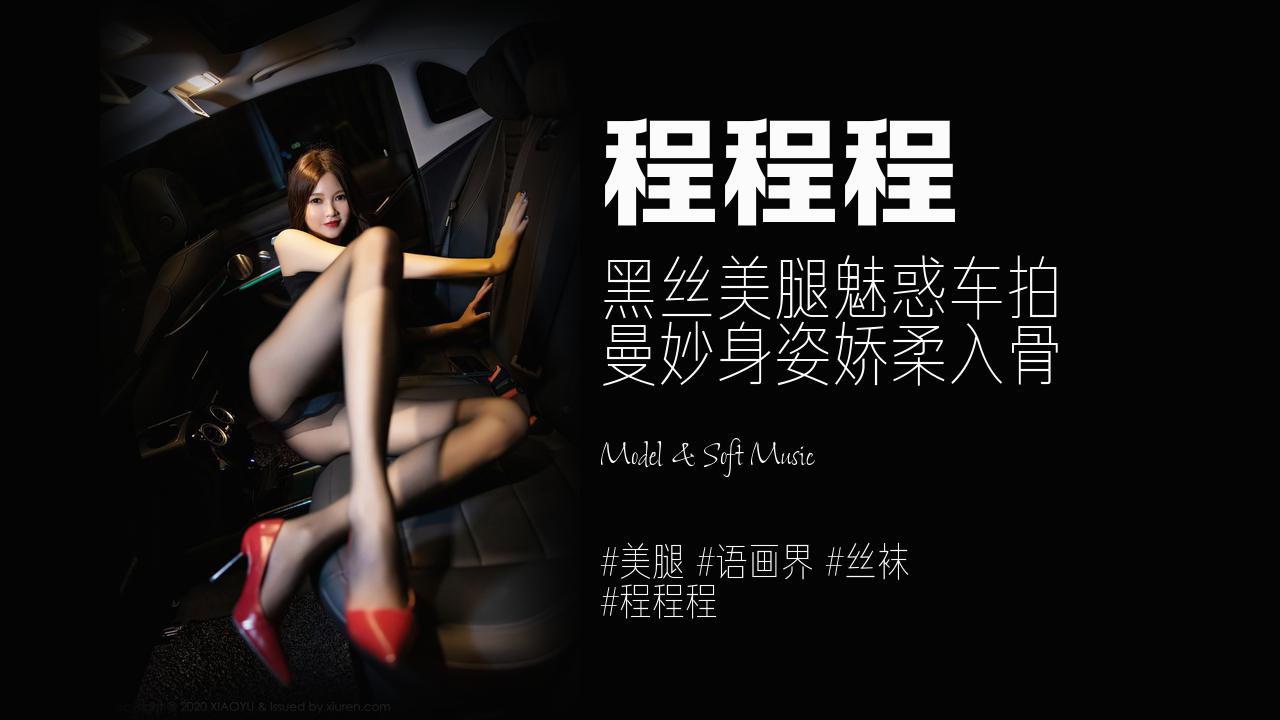 程程程
黑丝美腿魅惑车拍
曼妙身姿娇柔入骨
Model & Soft Music
#美腿 #语画界 #丝袜
#程程程
2020 XIAOYU & Issued by xiuren.com